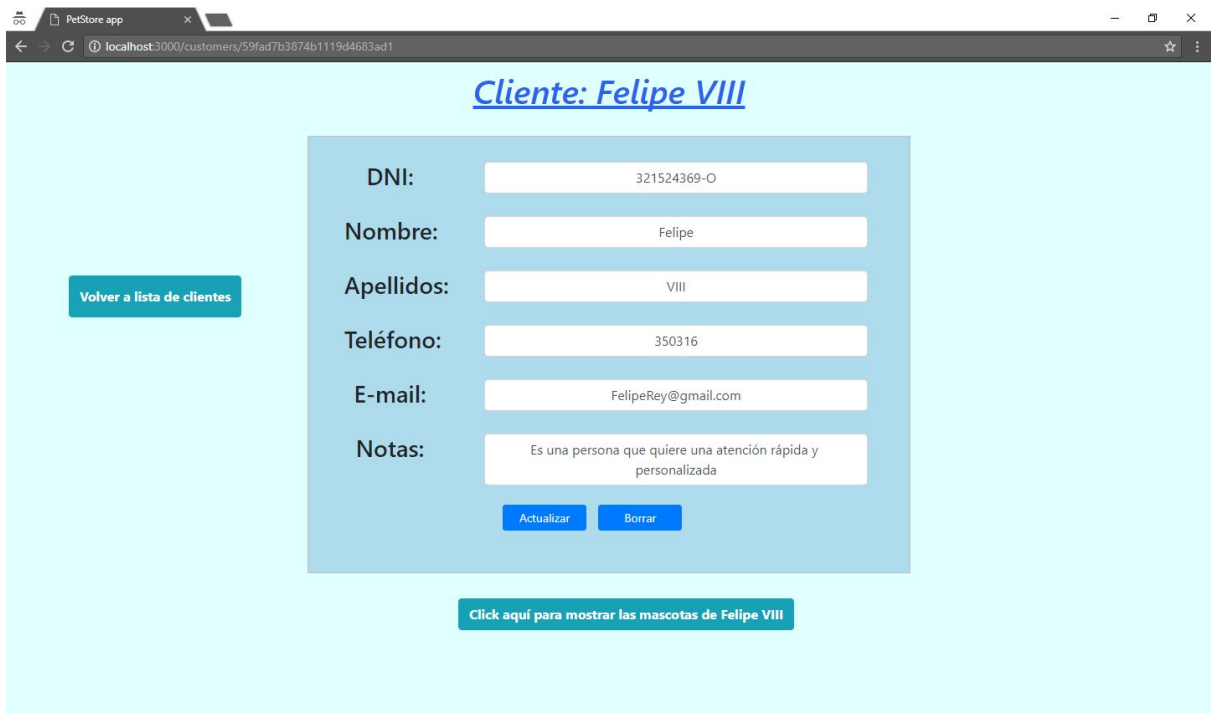 PetStore app
localhost:3000/customers/59fad7b3874b1119d4683ad1
Cliente: Felipe VIII
DNI:
321524369-O
Nombre:
Felipe
Apellidos:
VIII
Volver a lista de clientes
Teléfono:
350316
E-mail:
FelipeRey@gmail.com
Notas:
Es una persona que quiere una atención rápida y
personalizada
Actualizar
Borrar
Click aquí para mostrar las mascotas de Felipe VIII